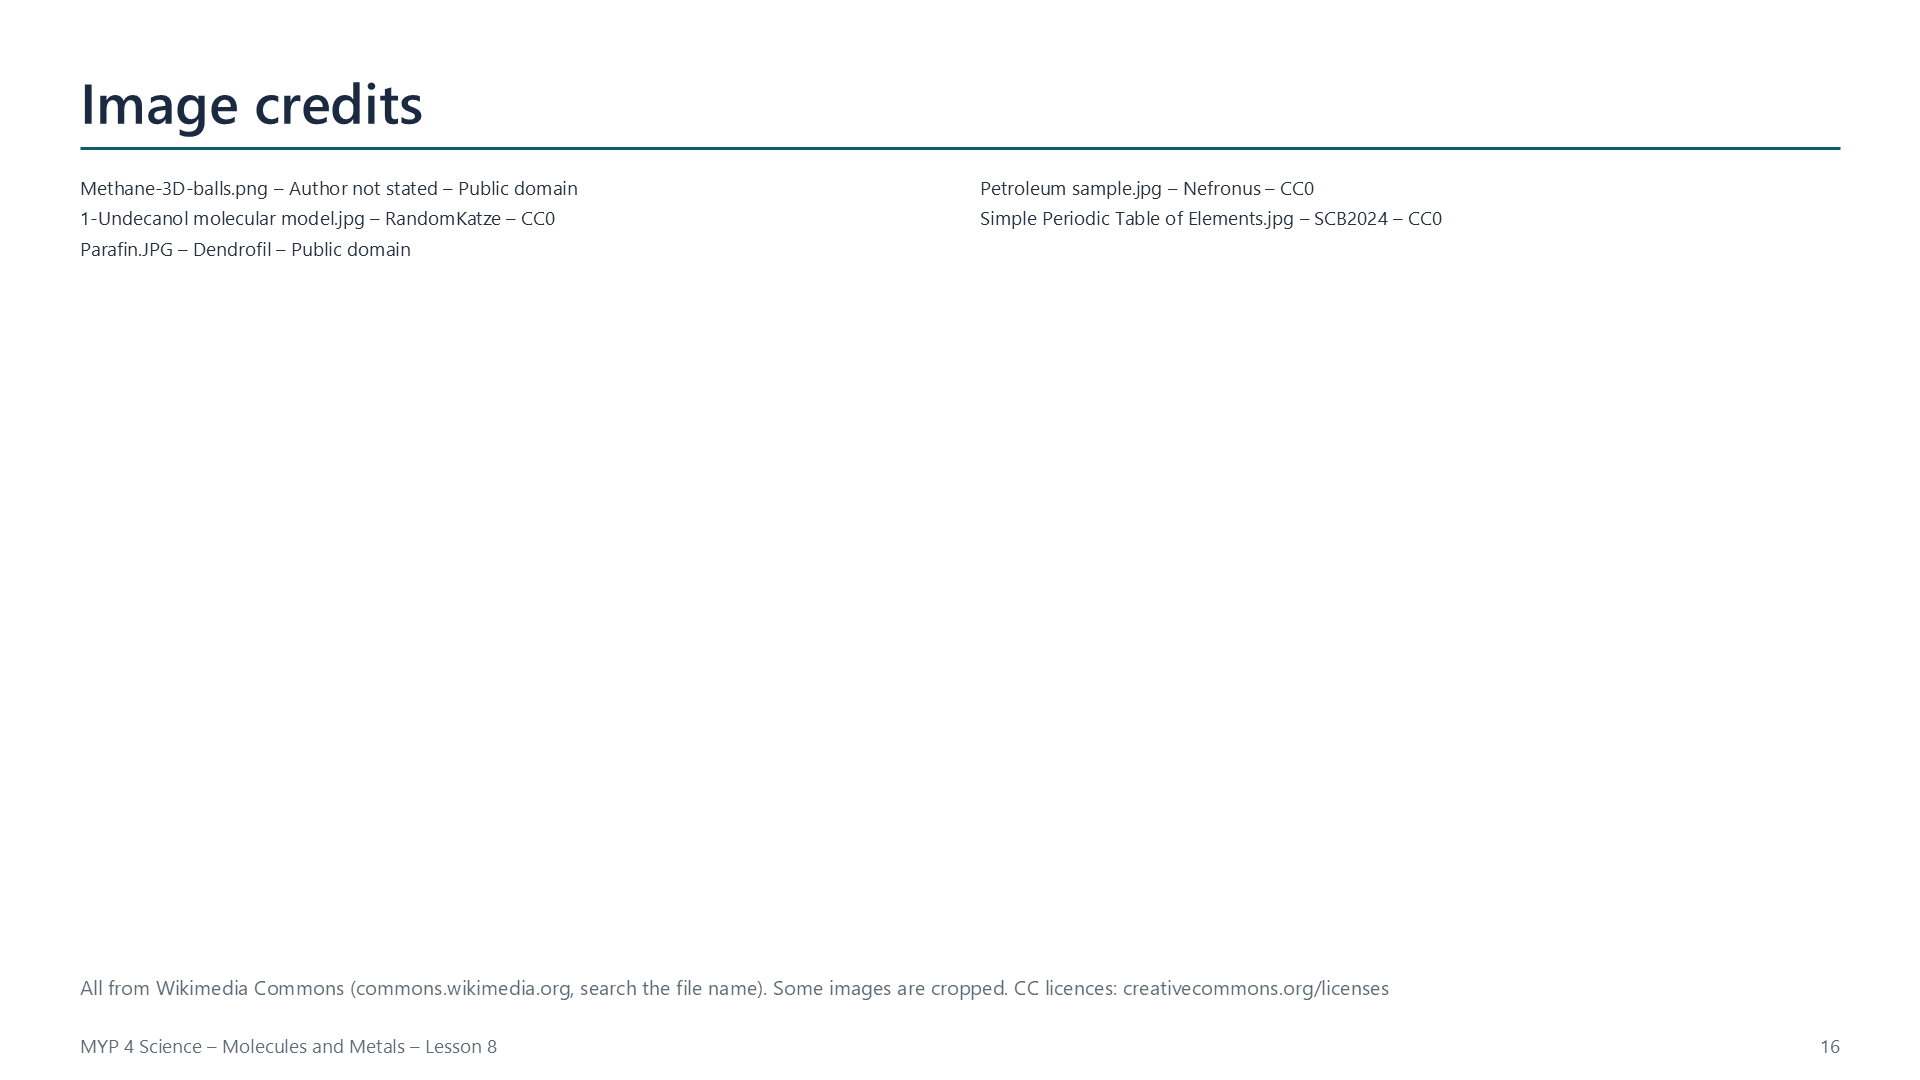 Image credits
Methane-3D-balls.png – Author not stated – Public domain
1-Undecanol molecular model.jpg – RandomKatze – CC0
Parafin.JPG – Dendrofil – Public domain
Petroleum sample.jpg – Nefronus – CC0
Simple Periodic Table of Elements.jpg – SCB2024 – CC0
All from Wikimedia Commons (commons.wikimedia.org, search the file name). Some images are cropped. CC licences: creativecommons.org/licenses
MYP 4 Science – Molecules and Metals – Lesson 8
16